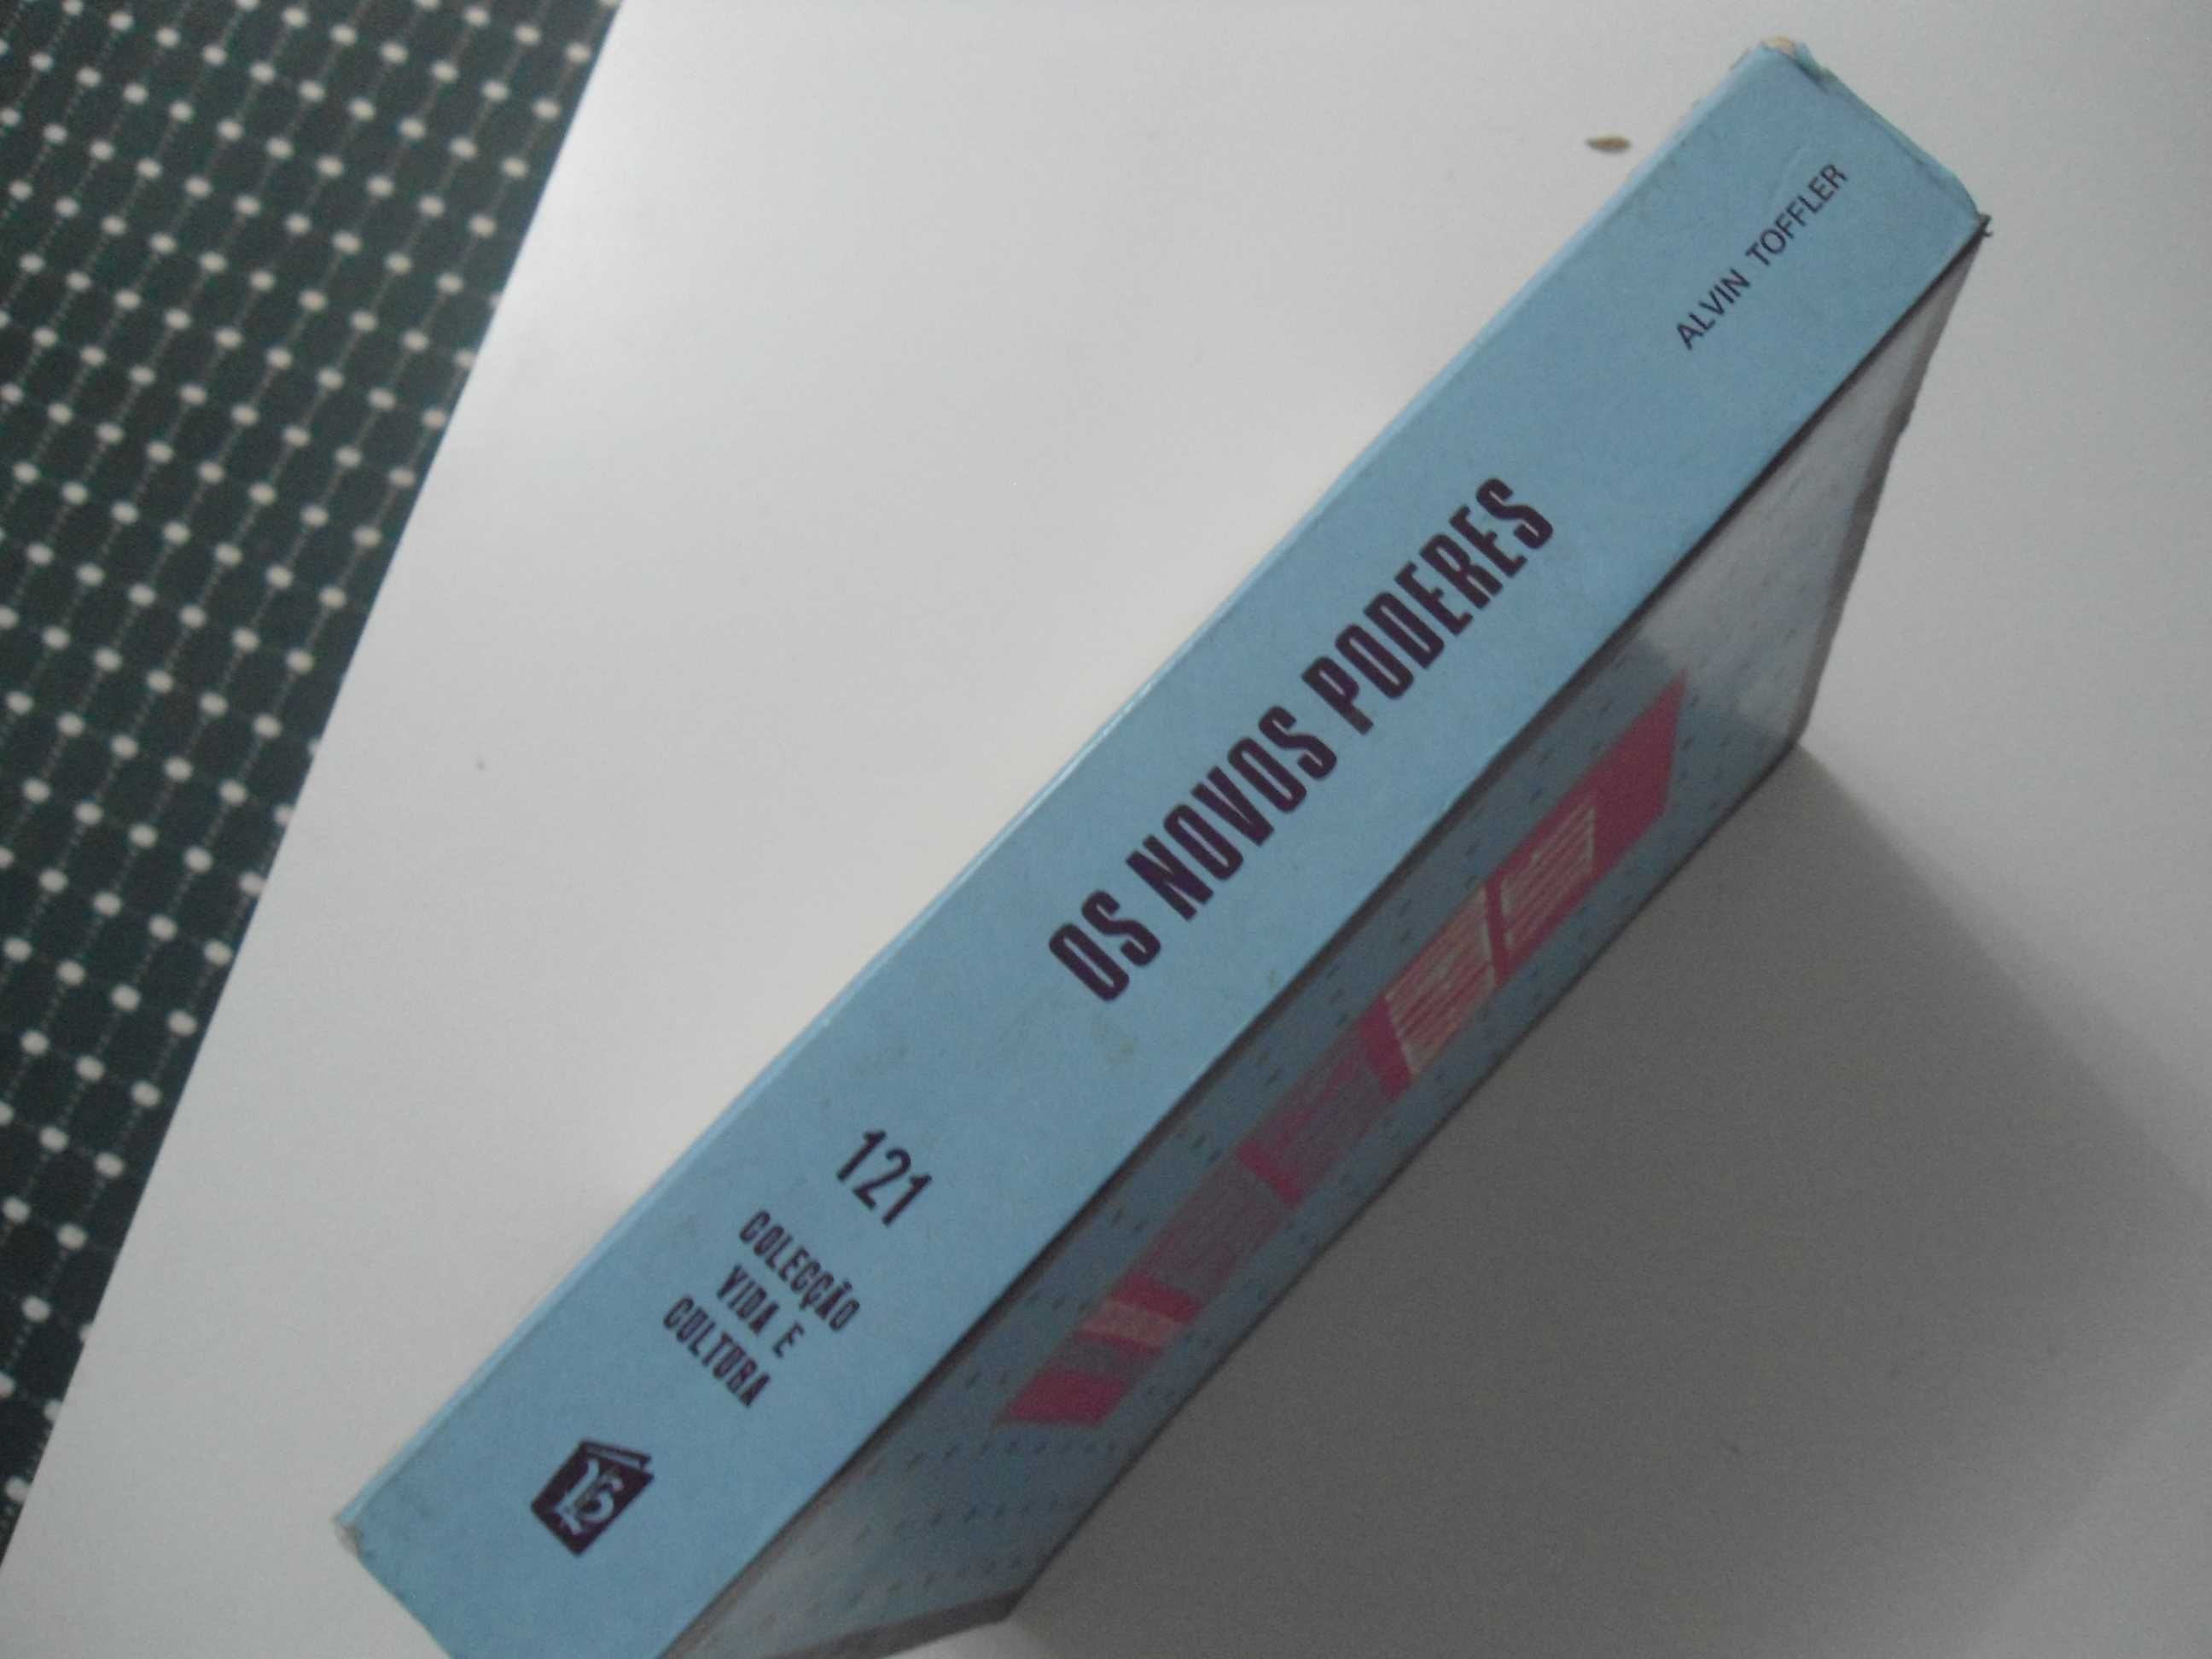 ALVIN TOFFLER
OS NOVOS PODERES
121
COLECÇÃO
VIDA E
CULTURA